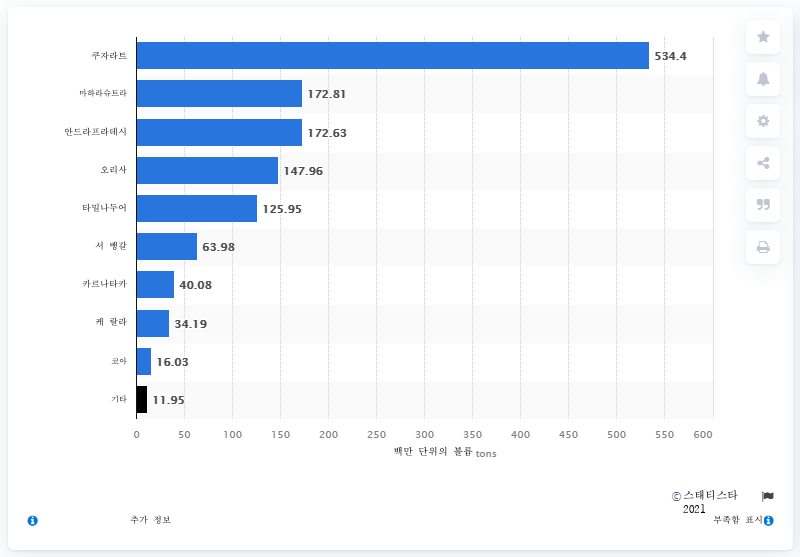 쿠자라트 534.4
마하라슈트라 172.81
안드라프라데시 172.63
오리사 147.96
타밀나두어 125.95
서 벵갈 63.98
카르나타카 40.08
케 랄라 34.19
코아 16.03
기타 11.95
0 50 100 150 200 250 300 350 400 450 500 550 600
백만 단위의 볼륨 tons
© 스태티스타
2021
추가 정보 부족함 표시